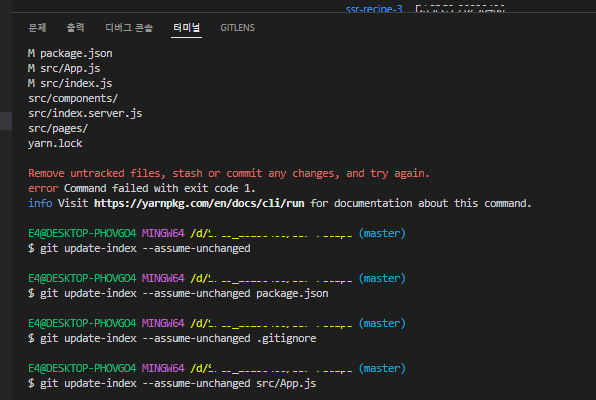 ssr-recipe-3
문제 출력 디버그 콘솔 터미널 GITLENS
M package.json
M src/App.js
M src/index.js
src/components/
src/index.server.js
src/pages/
yarn.lock
Remove untracked files, stash or commit any changes, and try again.
error Command failed with exit code 1.
info Visit https://yarnpkg.com/en/docs/cli/run for documentation about this command.
E4@DESKTOP-PHOVGO4 MINGW64 /d/ (master)
$ git update-index --assume-unchanged
E4@DESKTOP-PHOVGO4 MINGW64 /d/ (master)
$ git update-index --assume-unchanged package.json
E4@DESKTOP-PHOVGO4 MINGW64 /d/ (master)
$ git update-index --assume-unchanged .gitignore
E4@DESKTOP-PHOVGO4 MINGW64 /d/ (master)
$ git update-index --assume-unchanged src/App.js